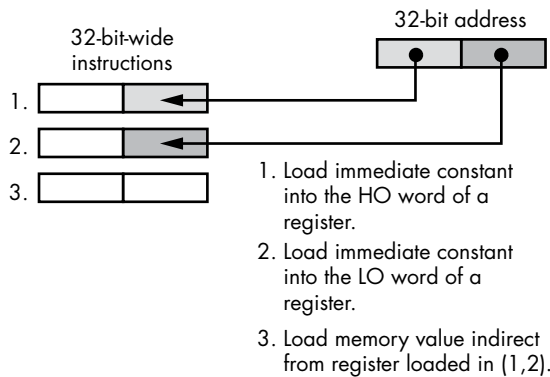 32-bit-wide
instructions
32-bit address
1.
2.
3.
1. Load immediate constant
into the HO word of a
register.
2. Load immediate constant
into the LO word of a
register.
3. Load memory value indirect
from register loaded in (1,2).